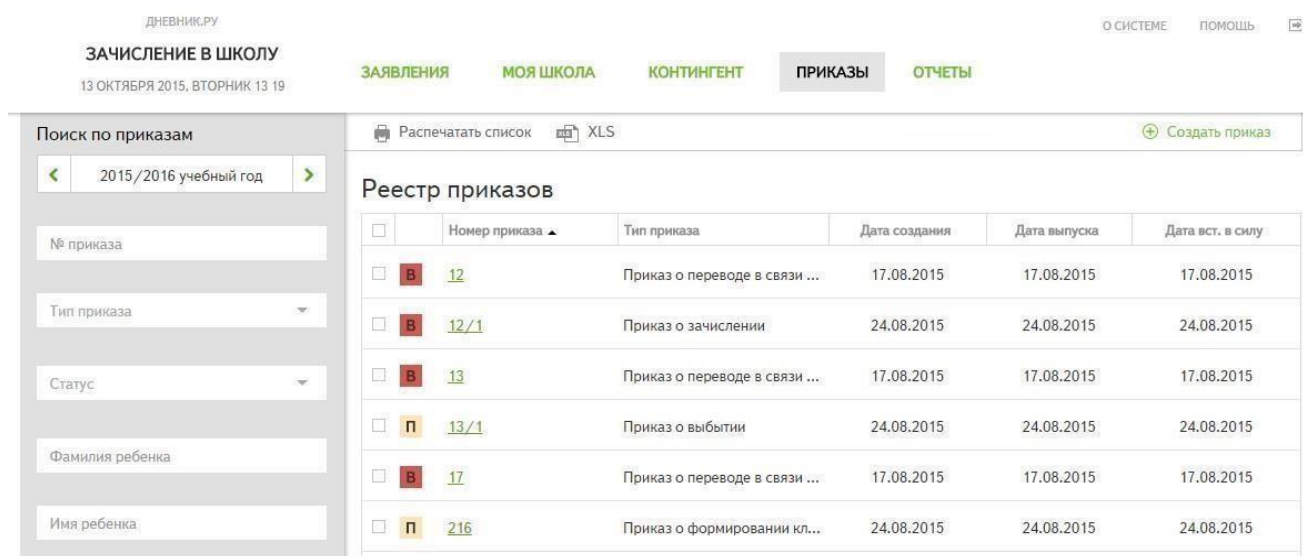 ДНЕВНИК.РУ
ЗАЧИСЛЕНИЕ В ШКОЛУ
13 ОКТЯБРЯ 2015, ВТОРНИК 13 19
О СИСТЕМЕ ПОМОЩЬ
ЗАЯВЛЕНИЯ МОЯ ШКОЛА КОНТИНГЕНТ ПРИКАЗЫ ОТЧЕТЫ
Поиск по приказам
2015/2016 учебный год
№ приказа
Тип приказа
Статус
Фамилия ребенка
Имя ребенка
Распечатать список XLS Создать приказ
Реестр приказов
Номер приказа Тип приказа Дата создания Дата выпуска Дата вст. в силу
В 12 Приказ о переводе в связи ... 17.08.2015 17.08.2015 17.08.2015
В 12/1 Приказ о зачислении 24.08.2015 24.08.2015 24.08.2015
В 13 Приказ о переводе в связи ... 17.08.2015 17.08.2015 17.08.2015
П 13/1 Приказ о выбытии 24.08.2015 24.08.2015 24.08.2015
В 17 Приказ о переводе в связи ... 17.08.2015 17.08.2015 17.08.2015
П 216 Приказ о формировании кл... 24.08.2015 24.08.2015 24.08.2015